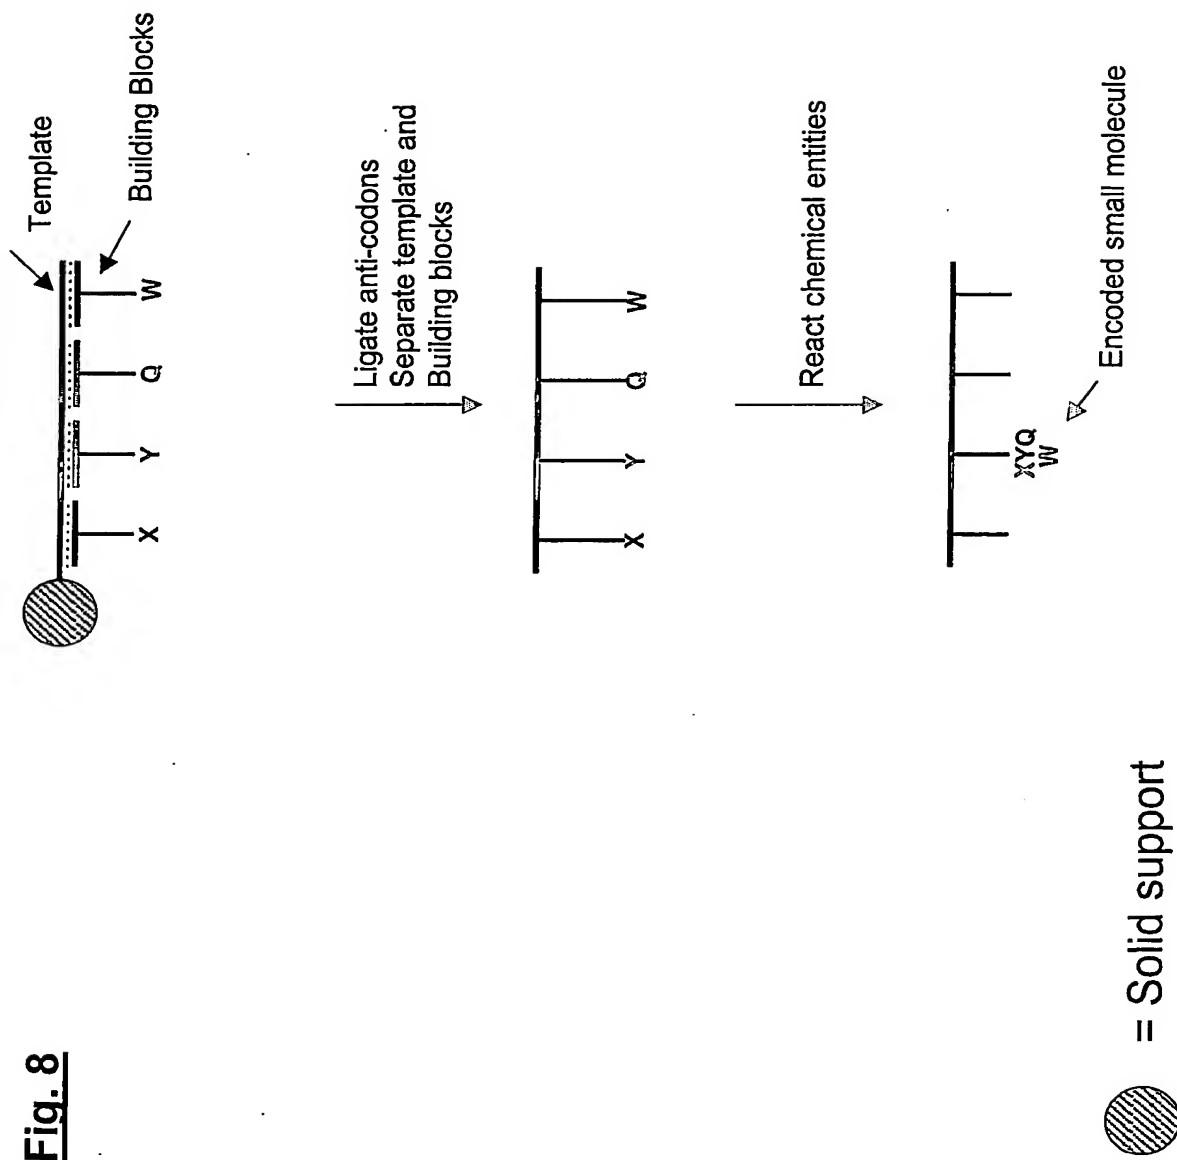 Fig. 8
Template
Building Blocks
X Y Q W
Ligate anti-codons
Separate template and
Building blocks
X Y Q W
React chemical entities
XYQ
W
Encoded small molecule
= Solid support